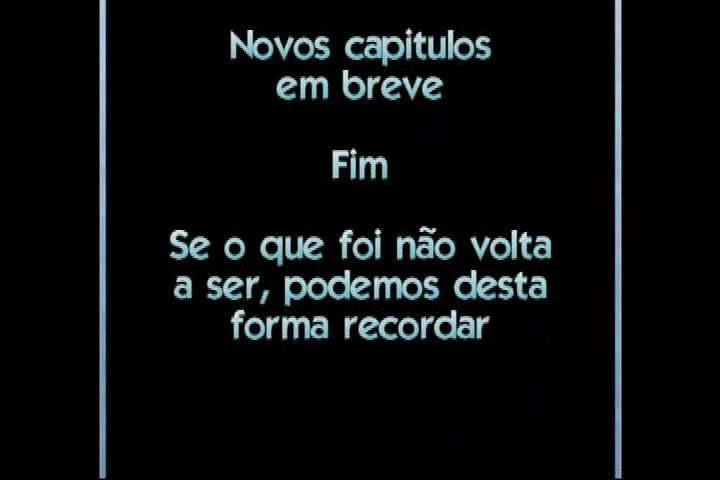 Novos capitulos
em breve
Fim
Se o que foi não volta
a ser, podemos desta
forma recordar